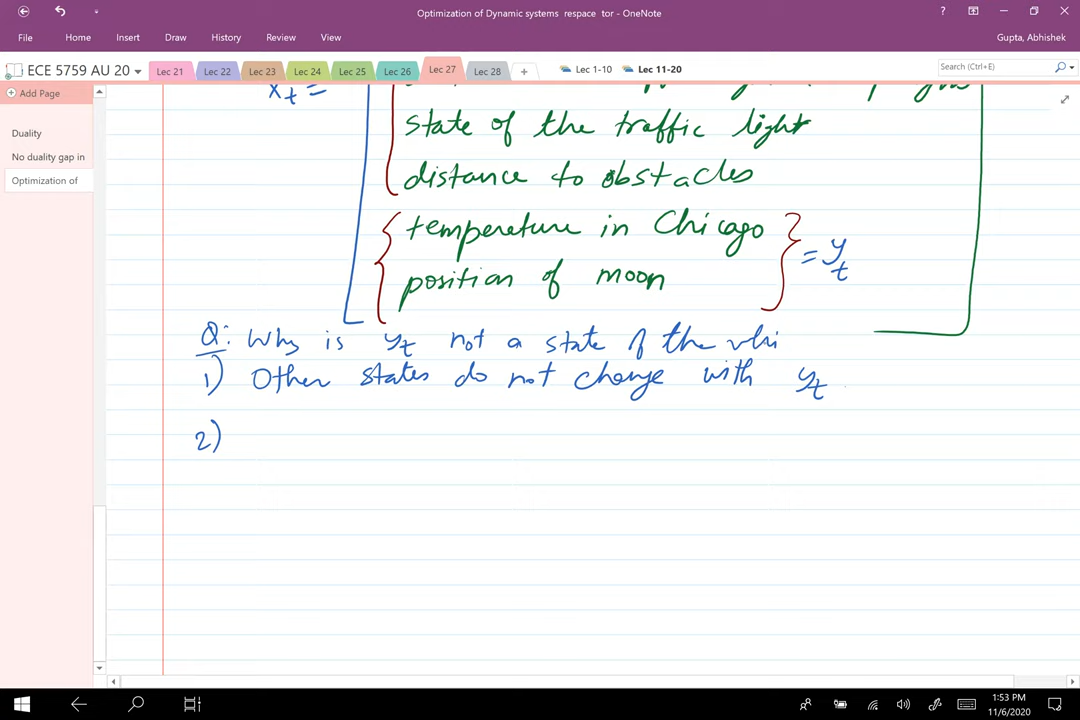 Optimization of Dynamic systems respace tor - OneNote
Gupta, Abhishek
File Home Insert Draw History Review View
ECE 5759 AU 20 Lec 21 Lec 22 Lec 23 Lec 24 Lec 25 Lec 26 Lec 27 Lec 28 Lec 1-10 Lec 11-20 Search (Ctrl+E)
Add Page
Duality
No duality gap in
Optimization of
x_t =
state of the traffic light
distance to obstacles
temperature in Chicago
position of moon
= y_t
Q: Why is y_t not a state of the vhi
1) Other states do not change with y_t
2)
1:53 PM
11/6/2020